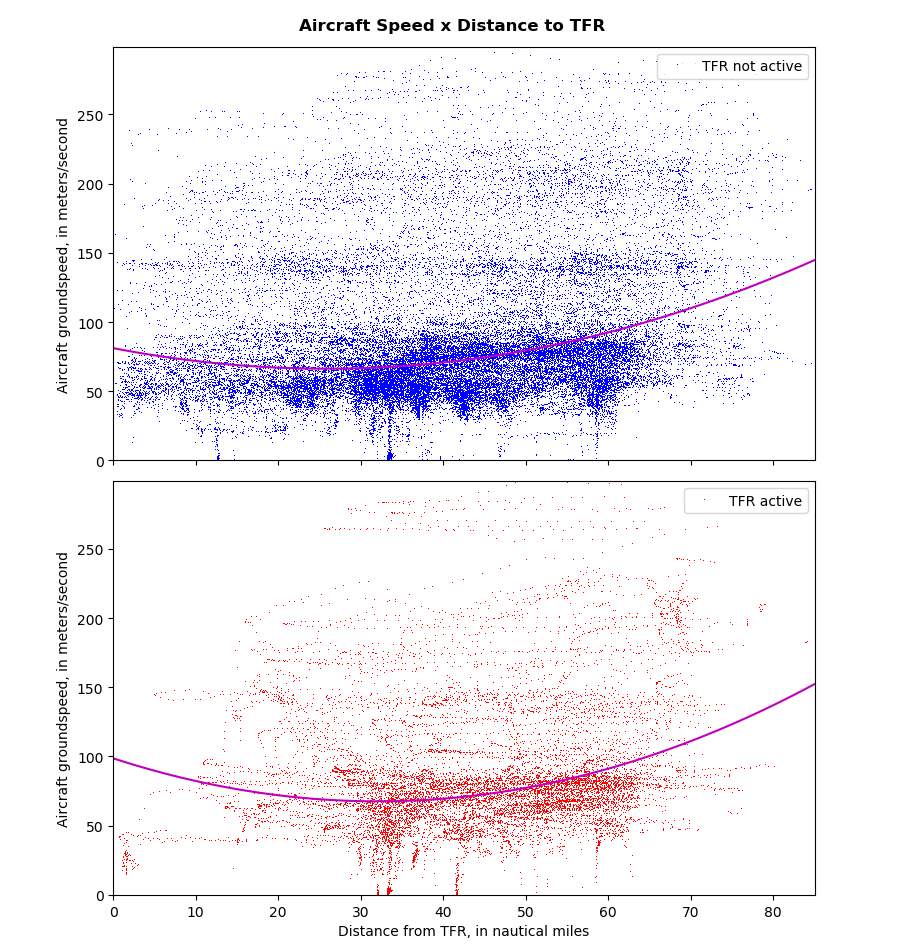 Aircraft Speed x Distance to TFR
TFR not active
250
200
150
100
50
0
Aircraft groundspeed, in meters/second
TFR active
250
200
150
100
50
0
Aircraft groundspeed, in meters/second
0 10 20 30 40 50 60 70 80
Distance from TFR, in nautical miles